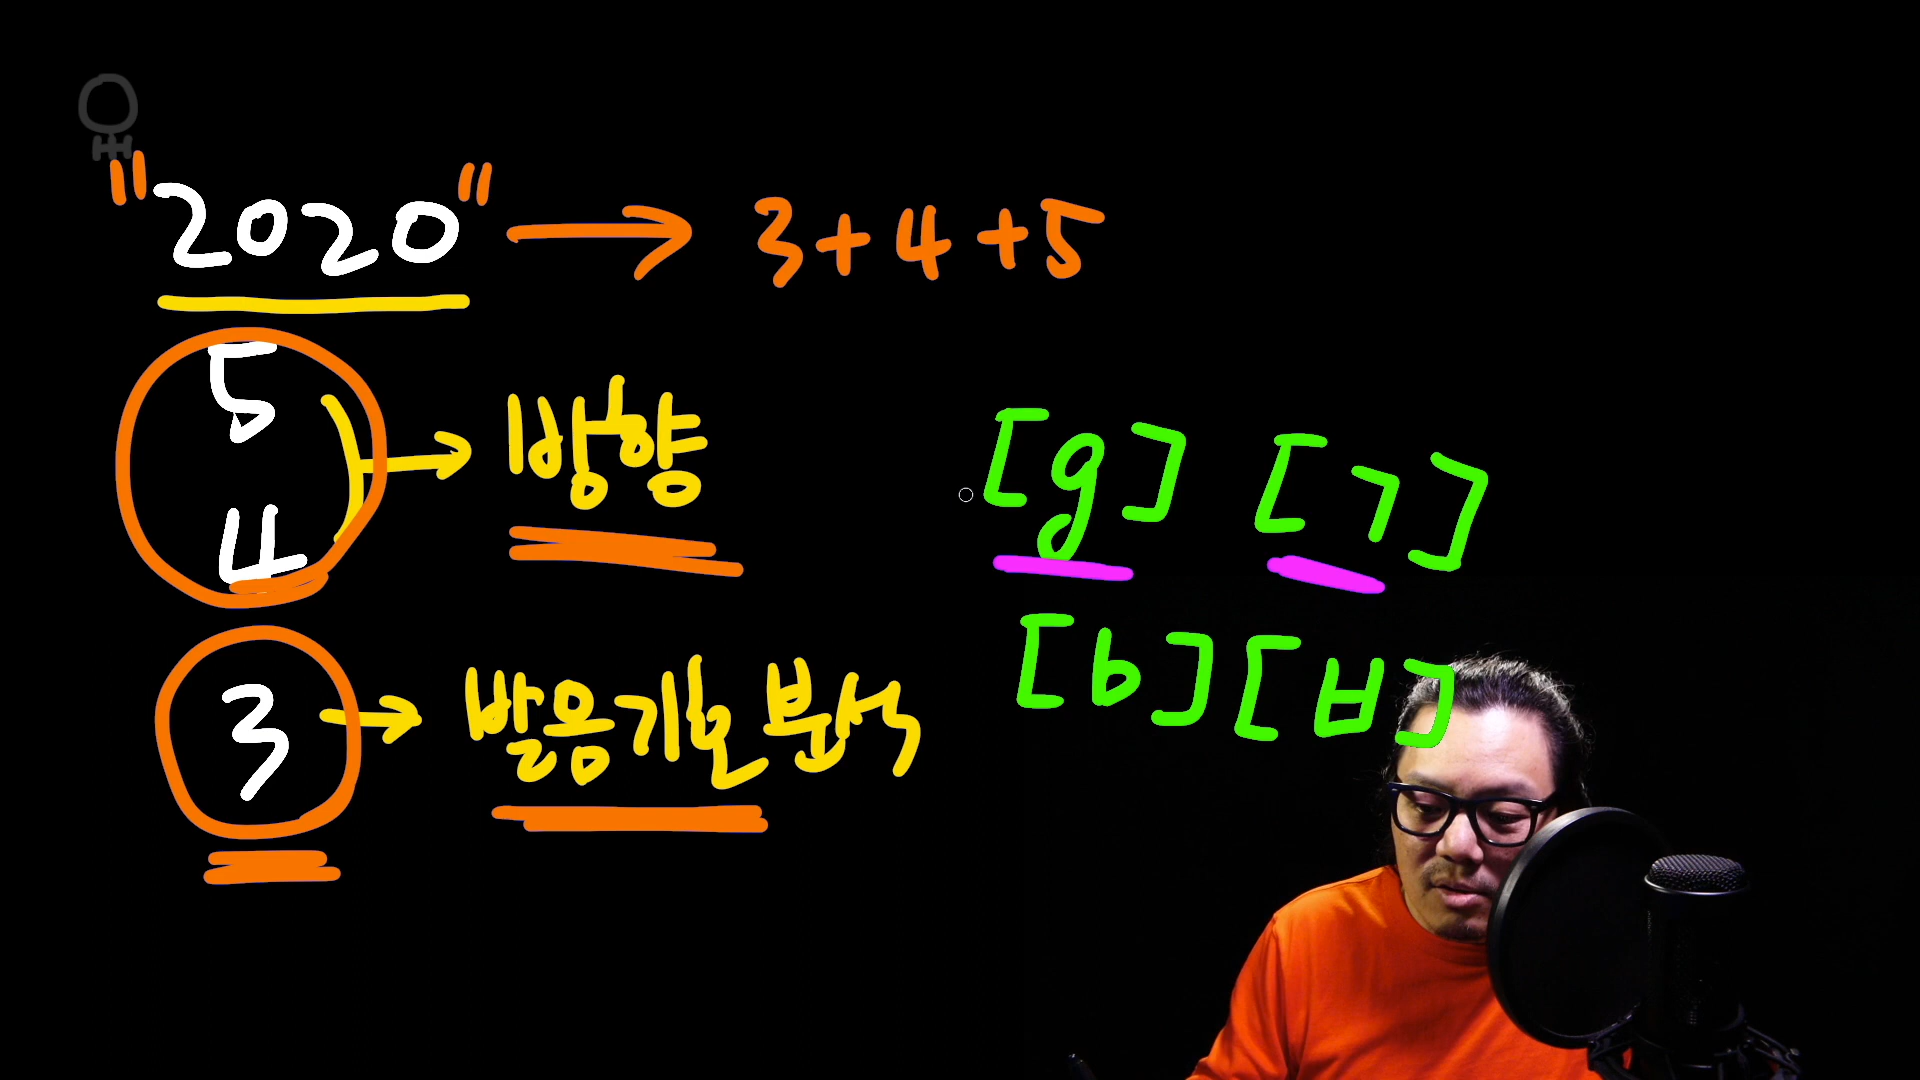 "2020" → 3+4+5
5
4
→ 방향
[g] [ㄱ]
[b] [ㅂ]
3 → 발음기호 분석